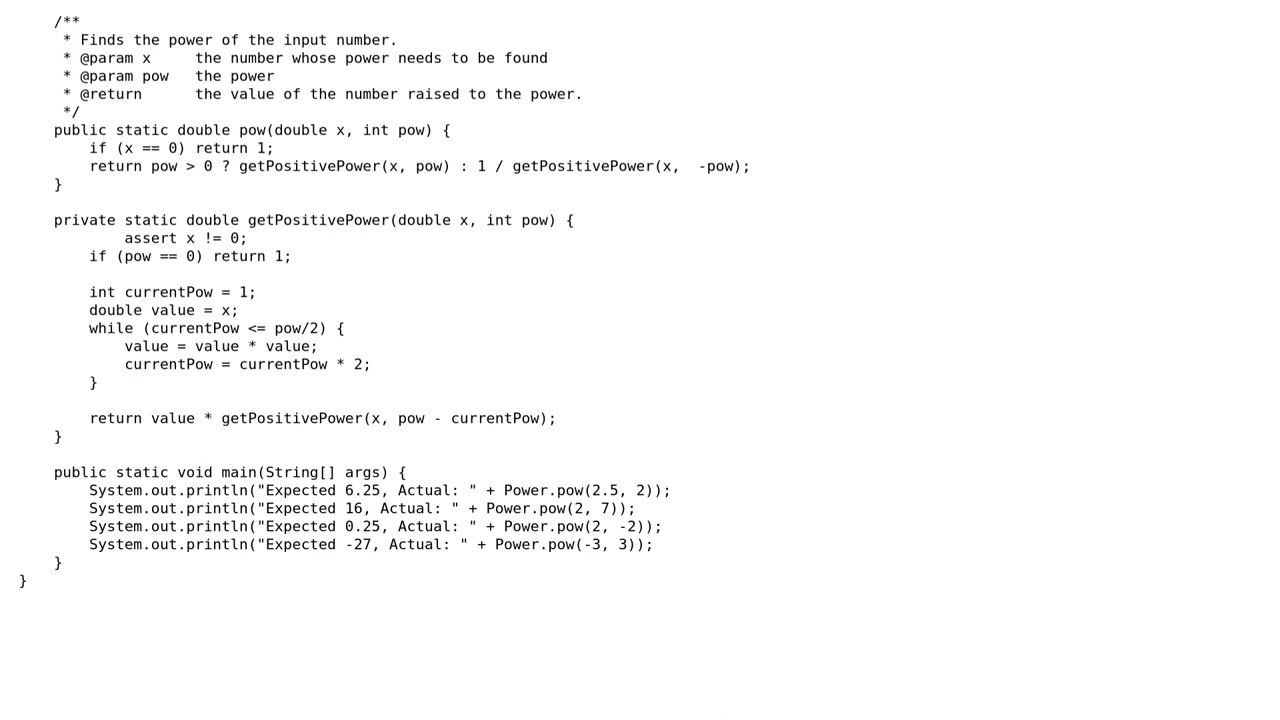 /**
 * Finds the power of the input number.
 * @param x     the number whose power needs to be found
 * @param pow   the power
 * @return      the value of the number raised to the power.
 */
public static double pow(double x, int pow) {
    if (x == 0) return 1;
    return pow > 0 ? getPositivePower(x, pow) : 1 / getPositivePower(x,  -pow);
}
private static double getPositivePower(double x, int pow) {
        assert x != 0;
    if (pow == 0) return 1;
    int currentPow = 1;
    double value = x;
    while (currentPow <= pow/2) {
        value = value * value;
        currentPow = currentPow * 2;
    }
    return value * getPositivePower(x, pow - currentPow);
}
public static void main(String[] args) {
    System.out.println("Expected 6.25, Actual: " + Power.pow(2.5, 2));
    System.out.println("Expected 16, Actual: " + Power.pow(2, 7));
    System.out.println("Expected 0.25, Actual: " + Power.pow(2, -2));
    System.out.println("Expected -27, Actual: " + Power.pow(-3, 3));
}
}